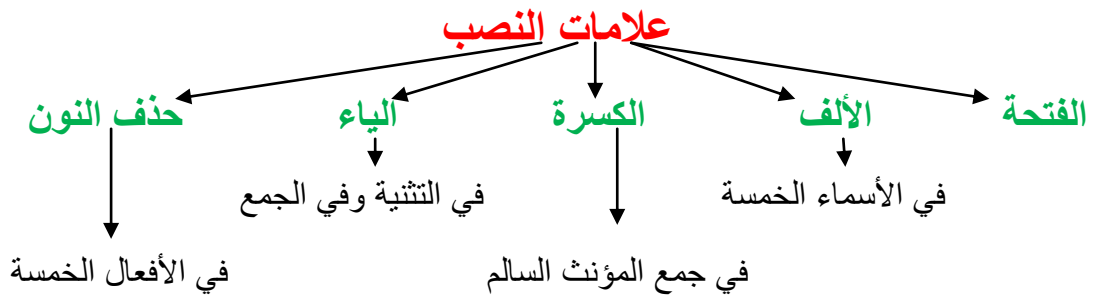 علامات النصب
الفتحة
الألف
الكسرة
الياء
حذف النون
في الأسماء الخمسة
في التثنية وفي الجمع
في جمع المؤنث السالم
في الأفعال الخمسة